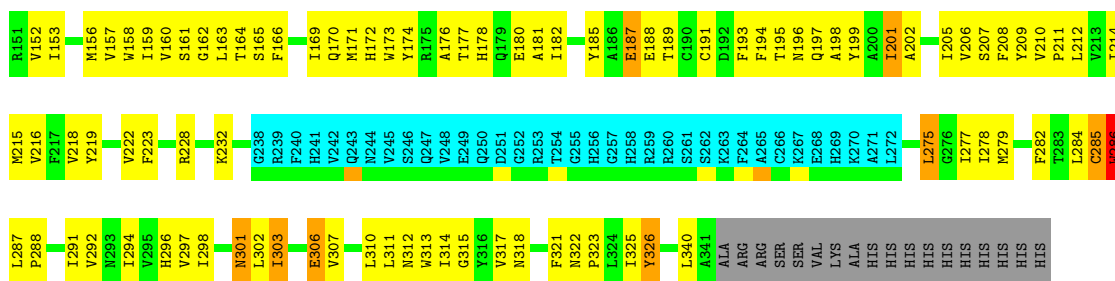 R151 V152 I153 M156 V157 W158 I159 V160 S161 G162 L163 T164 S165 F166 I169 Q170 M171 H172 W173 Y174 R175 A176 T177 H178 Q179 E180 A181 I182 Y185 A186 E187 E188 T189 C190 C191 D192 F193 F194 T195 N196 Q197 A198 Y199 A200 I201 A202 I205 V206 S207 F208 Y209 V210 P211 L212 V213 I214
M215 V216 F217 V218 Y219 V222 F223 R228 K232 G238 R239 F240 H241 V242 Q243 N244 V245 S246 Q247 V248 E249 Q250 D251 G252 R253 T254 G255 H256 G257 H258 R259 R260 S261 S262 K263 F264 A265 C266 K267 E268 H269 K270 A271 L272 L275 G276 I277 I278 M279 F282 T283 L284 C285
L287 P288 I291 V292 N293 I294 V295 H296 V297 I298 N301 L302 I303 E306 V307 L310 L311 N312 W313 I314 G315 Y316 V317 N318 F321 N322 P323 L324 I325 Y326 L340 A341 ALA ARG ARG SER SER VAL LYS ALA HIS HIS HIS HIS HIS HIS HIS HIS HIS HIS